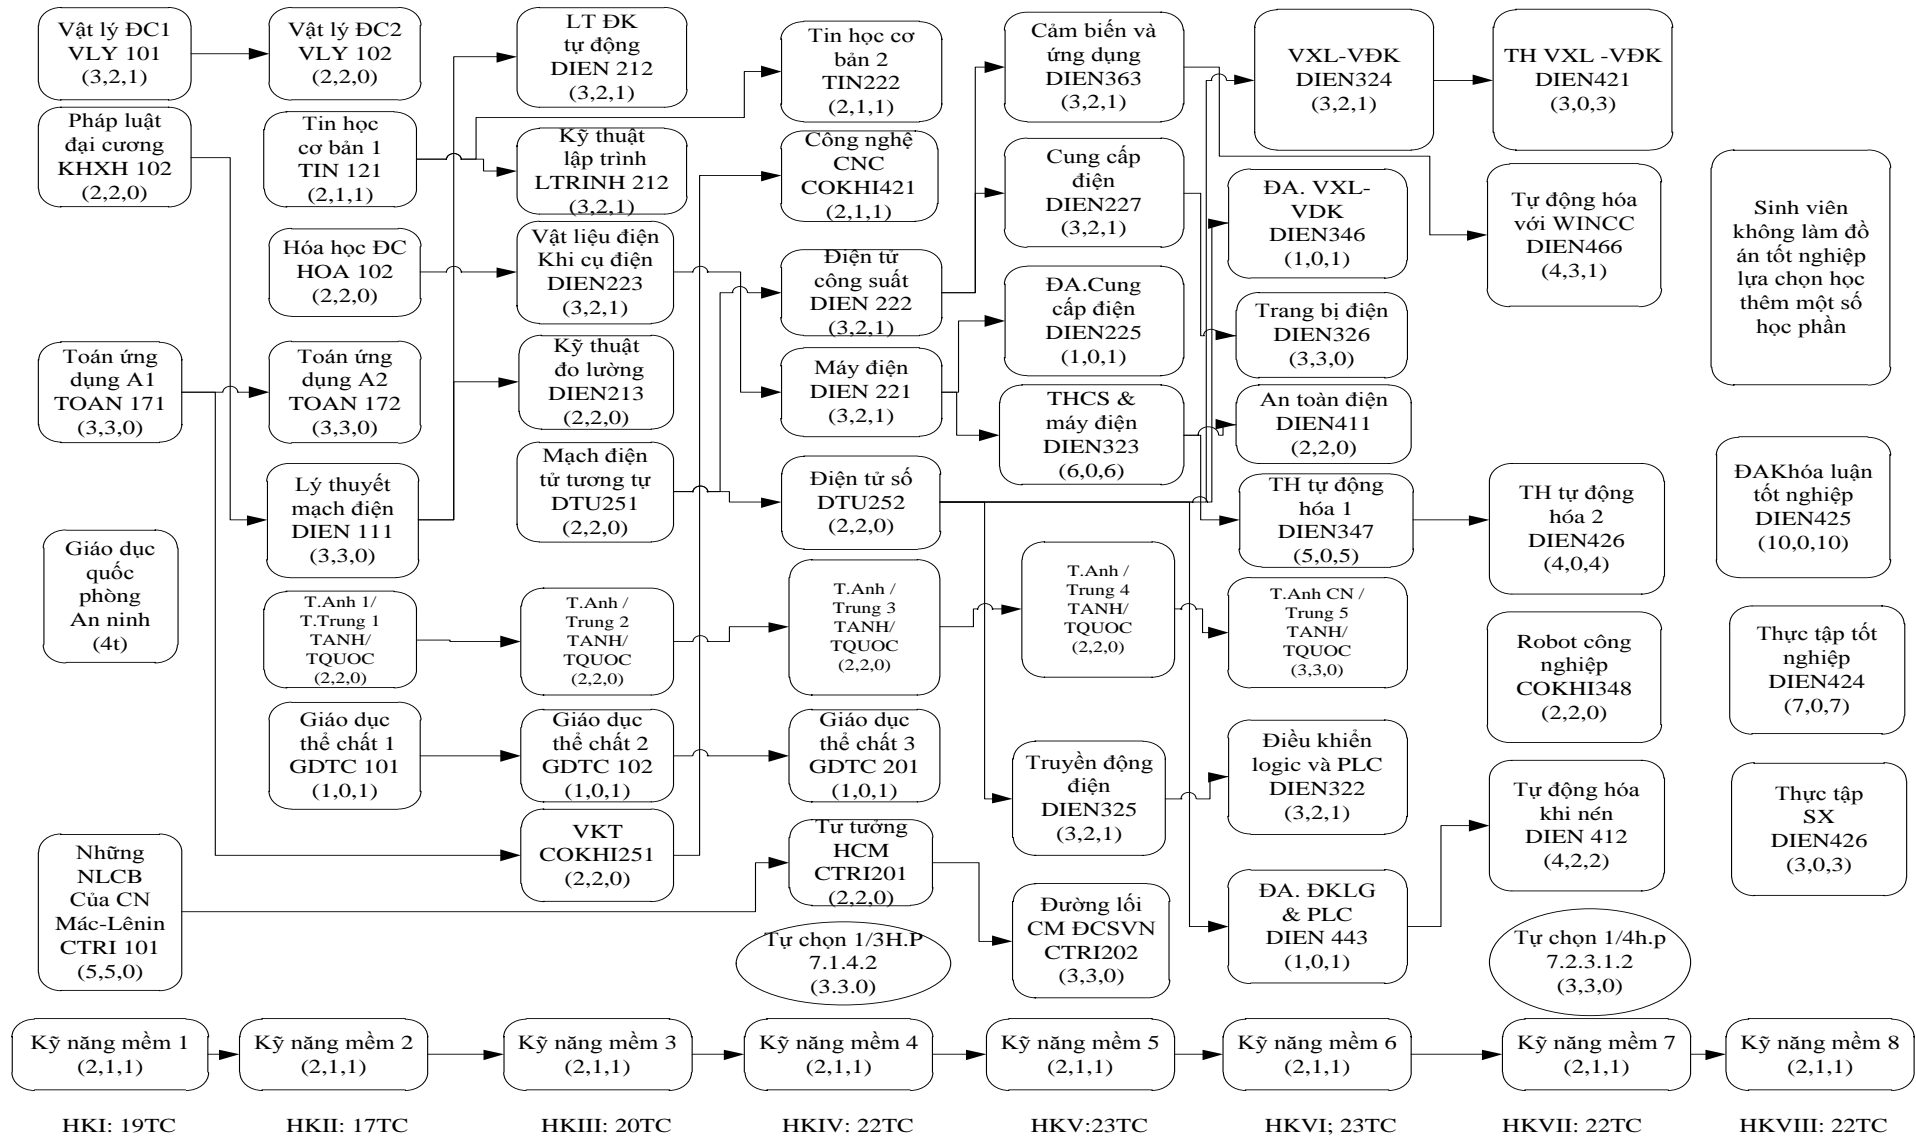 Vật lý ĐC1
VLY 101
(3,2,1)
Pháp luật
đại cương
KHXH 102
(2,2,0)
Toán ứng
dụng A1
TOAN 171
(3,3,0)
Giáo dục
quốc
phòng
An ninh
(4t)
Những
NLCB
Của CN
Mác-Lênin
CTRI 101
(5,5,0)
Kỹ năng mềm 1
(2,1,1)
HKI: 19TC
Vật lý ĐC2
VLY 102
(2,2,0)
Tin học
cơ bản 1
TIN 121
(2,1,1)
Hóa học ĐC
HOA 102
(2,2,0)
Toán ứng
dụng A2
TOAN 172
(3,3,0)
Lý thuyết
mạch điện
DIEN 111
(3,3,0)
T.Anh 1/
T.Trung 1
TANH/
TQUOC
(2,2,0)
Giáo dục
thể chất 1
GDTC 101
(1,0,1)
Kỹ năng mềm 2
(2,1,1)
HKII: 17TC
LT ĐK
tự động
DIEN 212
(3,2,1)
Kỹ thuật
lập trình
LTRINH 212
(3,2,1)
Vật liệu điện
Khi cụ điện
DIEN223
(3,2,1)
Kỹ thuật
đo lường
DIEN213
(2,2,0)
Mạch điện
tử tương tự
DTU251
(2,2,0)
T.Anh /
Trung 2
TANH/
TQUOC
(2,2,0)
Giáo dục
thể chất 2
GDTC 102
(1,0,1)
VKT
COKHI251
(2,2,0)
Kỹ năng mềm 3
(2,1,1)
HKIII: 20TC
Tin học cơ
bản 2
TIN222
(2,1,1)
Công nghệ
CNC
COKHI421
(2,1,1)
Điện tử
công suất
DIEN 222
(3,2,1)
Máy điện
DIEN 221
(3,2,1)
Điện tử số
DTU252
(2,2,0)
T.Anh /
Trung 3
TANH/
TQUOC
(2,2,0)
Giáo dục
thể chất 3
GDTC 201
(1,0,1)
Tư tưởng
HCM
CTRI201
(2,2,0)
Tự chọn 1/3H.P
7.1.4.2
(3.3.0)
Kỹ năng mềm 4
(2,1,1)
HKIV: 22TC
Cảm biến và
ứng dụng
DIEN363
(3,2,1)
Cung cấp
điện
DIEN227
(3,2,1)
ĐA.Cung
cấp điện
DIEN225
(1,0,1)
THCS &
máy điện
DIEN323
(6,0,6)
T.Anh /
Trung 4
TANH/
TQUOC
(2,2,0)
Truyền động
điện
DIEN325
(3,2,1)
Đường lối
CM ĐCSVN
CTRI202
(3,3,0)
Kỹ năng mềm 5
(2,1,1)
HKV:23TC
VXL-VĐK
DIEN324
(3,2,1)
ĐA. VXL-
VDK
DIEN346
(1,0,1)
Trang bị điện
DIEN326
(3,3,0)
An toàn điện
DIEN411
(2,2,0)
TH tự động
hóa 1
DIEN347
(5,0,5)
T.Anh CN /
Trung 5
TANH/
TQUOC
(3,3,0)
Điều khiển
logic và PLC
DIEN322
(3,2,1)
ĐA. ĐKLG
& PLC
DIEN 443
(1,0,1)
Kỹ năng mềm 6
(2,1,1)
HKVI; 23TC
TH VXL -VĐK
DIEN421
(3,0,3)
Tự động hóa
với WINCC
DIEN466
(4,3,1)
TH tự động
hóa 2
DIEN426
(4,0,4)
Robot công
nghiệp
COKHI348
(2,2,0)
Tự động hóa
khi nén
DIEN 412
(4,2,2)
Tự chọn 1/4h.p
7.2.3.1.2
(3,3,0)
Kỹ năng mềm 7
(2,1,1)
HKVII: 22TC
Sinh viên
không làm đồ
án tốt nghiệp
lựa chọn học
thêm một số
học phần
ĐAKhóa luận
tốt nghiệp
DIEN425
(10,0,10)
Thực tập tốt
nghiệp
DIEN424
(7,0,7)
Thực tập
SX
DIEN426
(3,0,3)
Kỹ năng mềm 8
(2,1,1)
HKVIII: 22TC